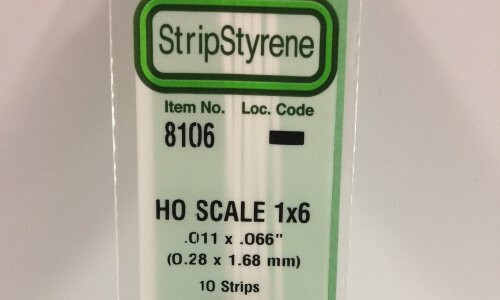 StripStyrene
Item No. Loc. Code
8106
HO SCALE 1x6
.011 x .066"
(0.28 x 1.68 mm)
10 Strips